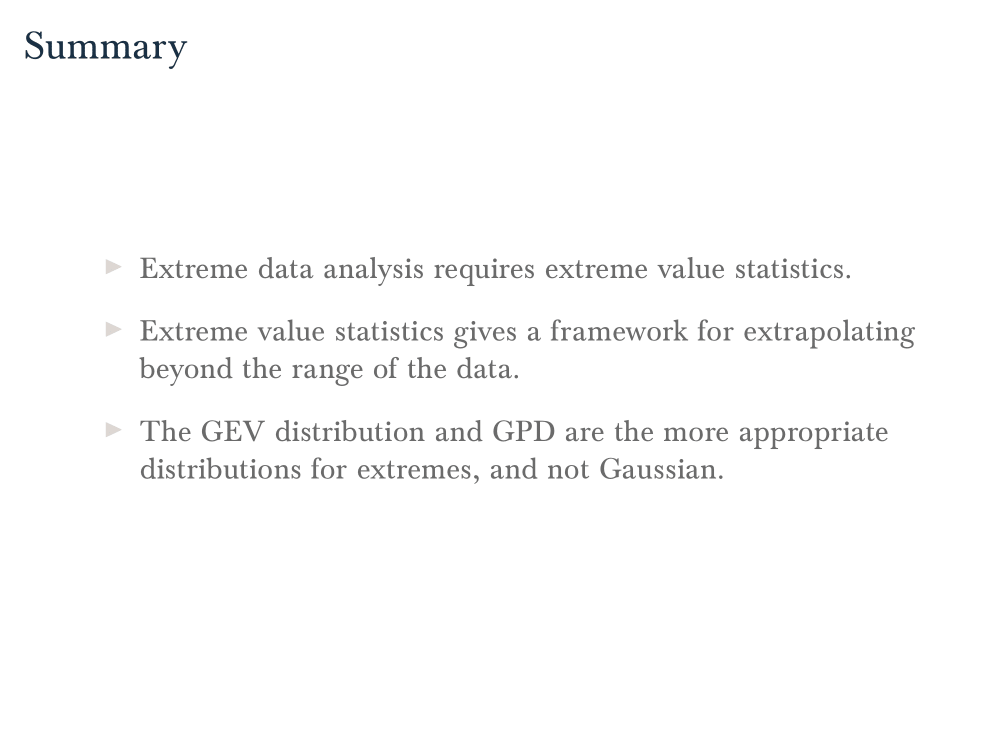 Summary
► Extreme data analysis requires extreme value statistics.
► Extreme value statistics gives a framework for extrapolating
beyond the range of the data.
► The GEV distribution and GPD are the more appropriate
distributions for extremes, and not Gaussian.